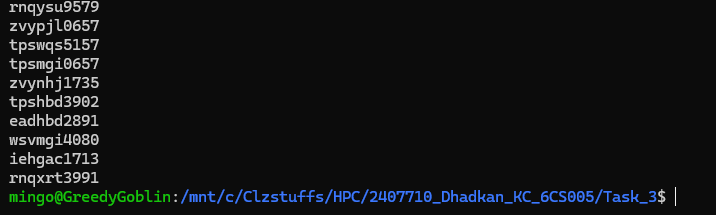 rnqysu9579
zvypjl0657
tpswqs5157
tpsmgi0657
zvynhj1735
tpshbd3902
eadhbd2891
wsvmgi4080
iehgac1713
rnqxrt3991
mingo@GreedyGoblin:/mnt/c/Clzstuffs/HPC/2407710_Dhadkan_KC_6CS005/Task_3$